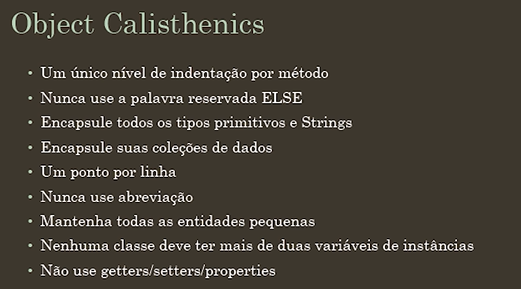 Object Calisthenics
• Um único nível de indentação por método
• Nunca use a palavra reservada ELSE
• Encapsule todos os tipos primitivos e Strings
• Encapsule suas coleções de dados
• Um ponto por linha
• Nunca use abreviação
• Mantenha todas as entidades pequenas
• Nenhuma classe deve ter mais de duas variáveis de instâncias
• Não use getters/setters/properties